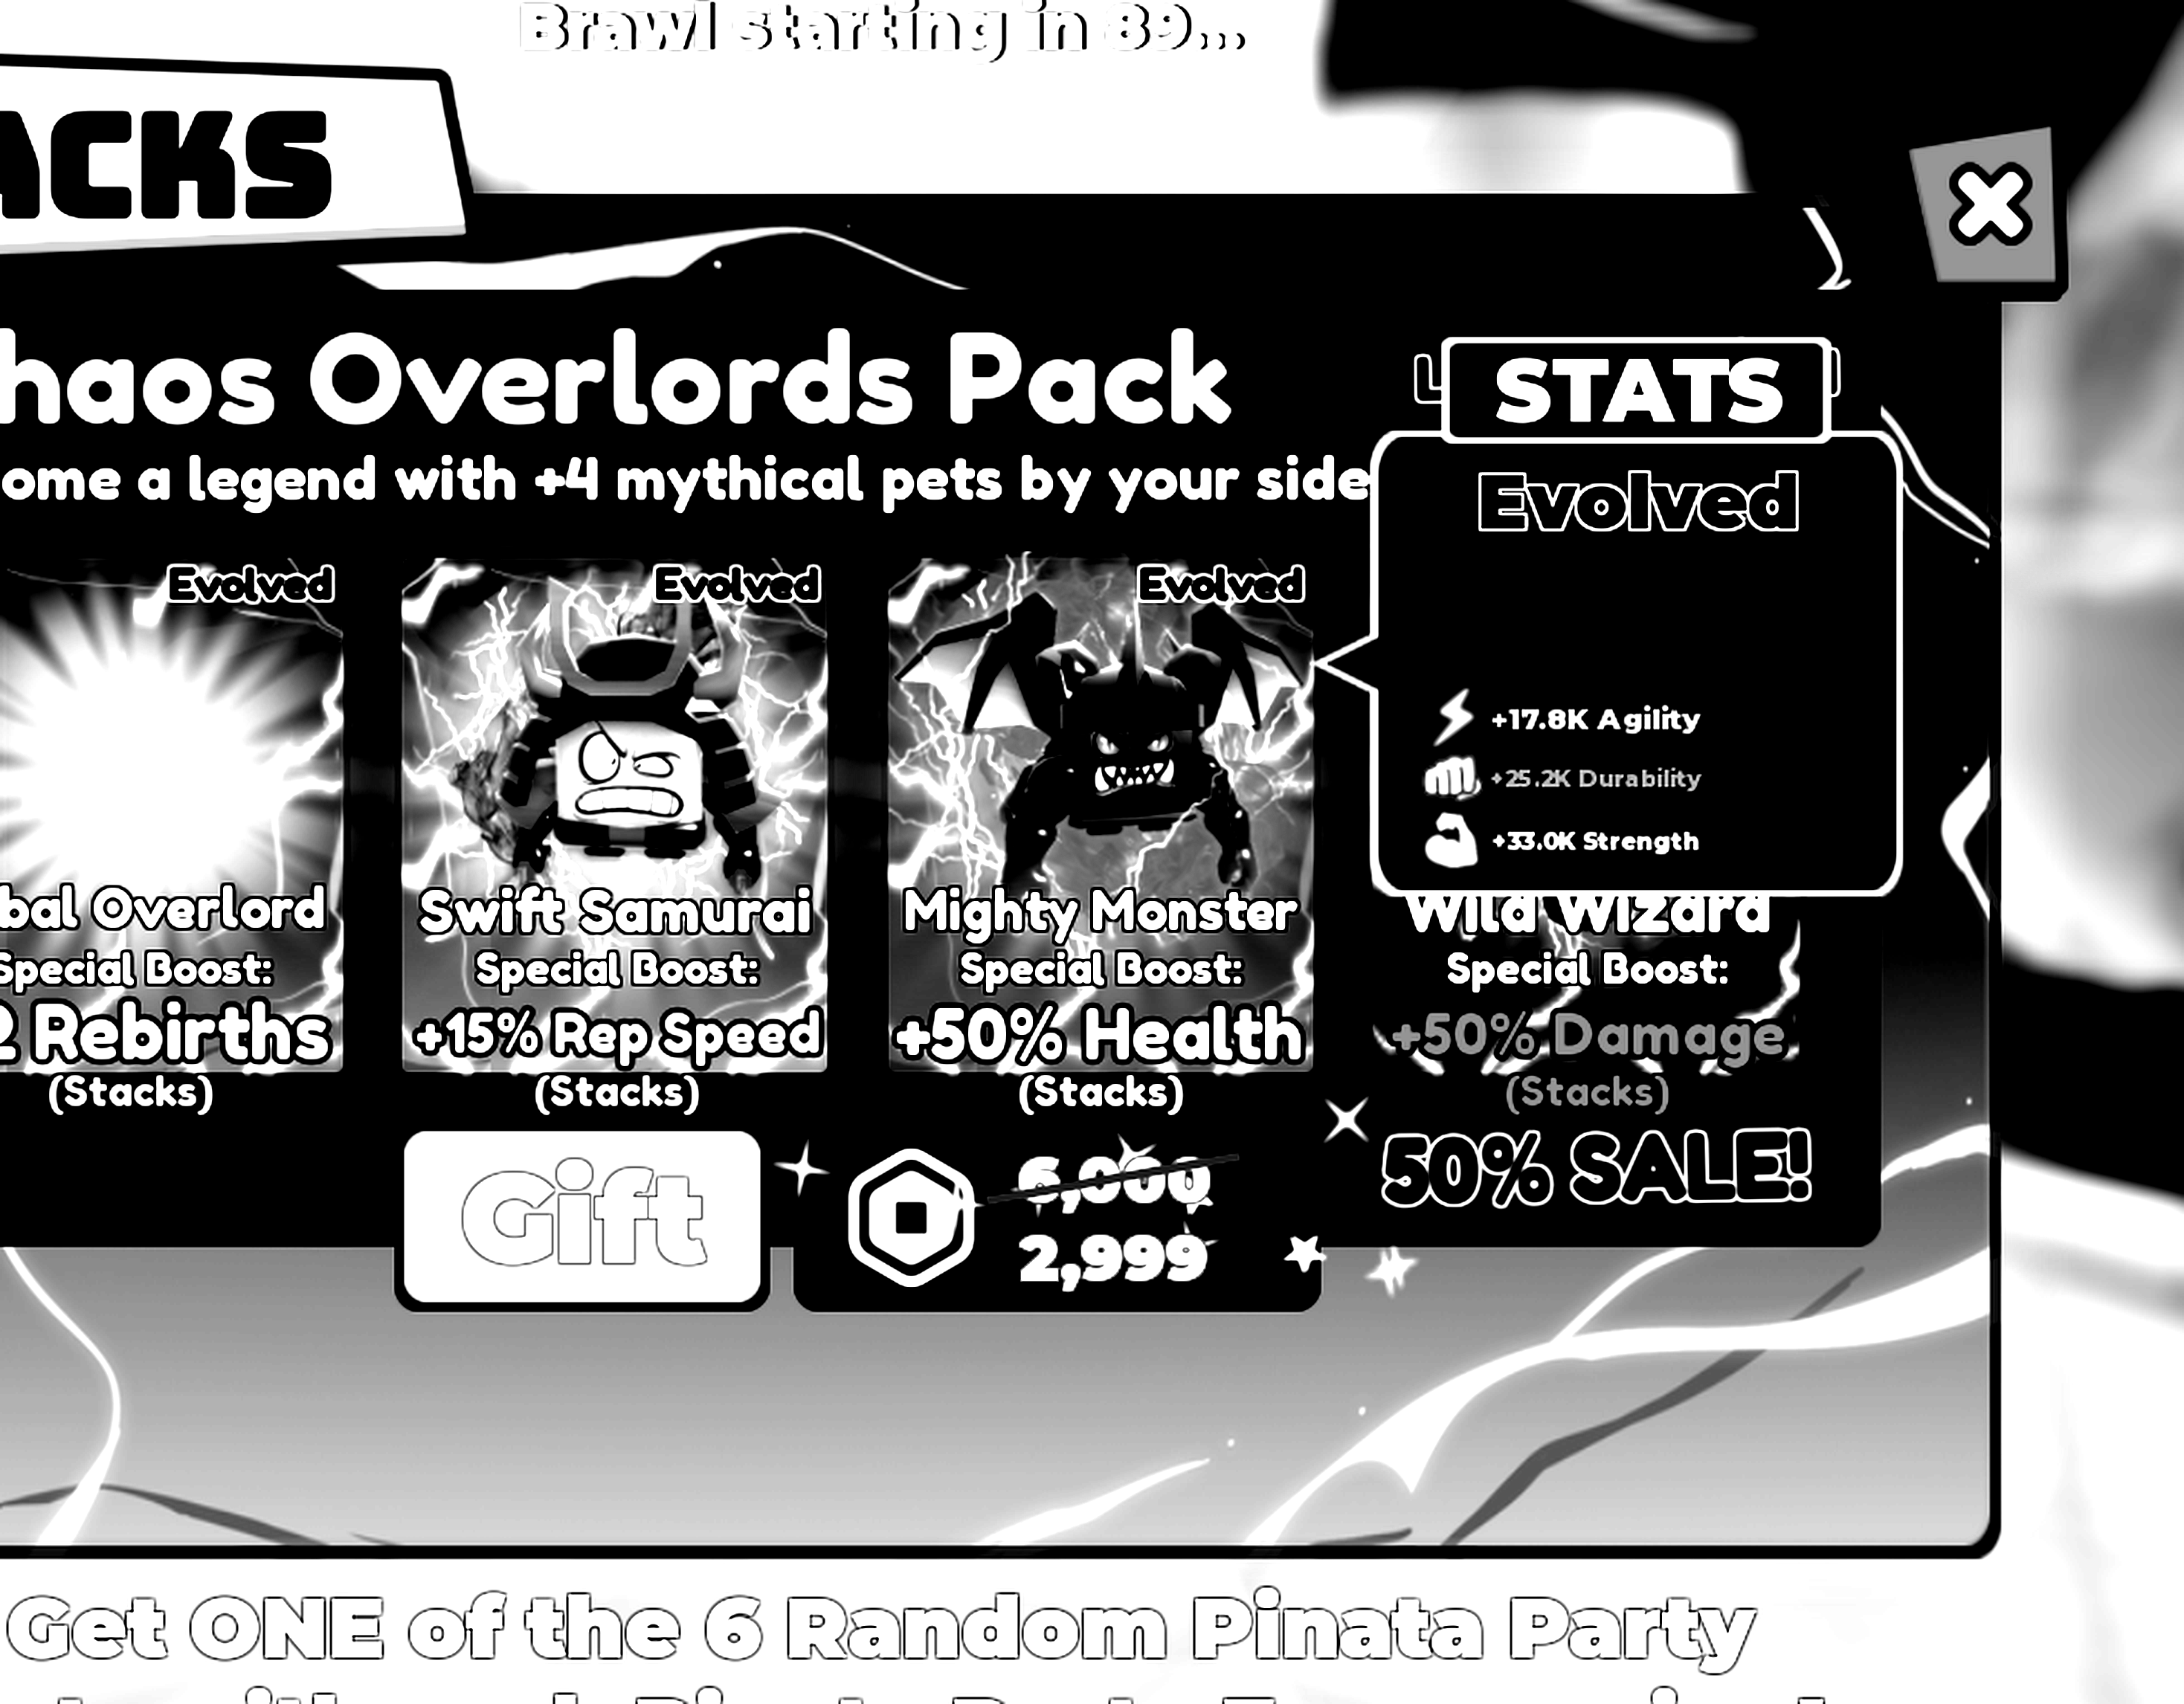 Brawl starting in 89...
ACKS
haos Overlords Pack
ome a legend with +4 mythical pets by your side
STATS
Evolved
+17.8K Agility
+25.2K Durability
+33.0K Strength
Evolved
bal Overlord
Special Boost:
2 Rebirths
(Stacks)
Evolved
Swift Samurai
Special Boost:
+15% Rep Speed
(Stacks)
Evolved
Mighty Monster
Special Boost:
+50% Health
(Stacks)
Wild Wizard
Special Boost:
+50% Damage
(Stacks)
Gift
6,000
2,999
50% SALE!
Get ONE of the 6 Random Pinata Party